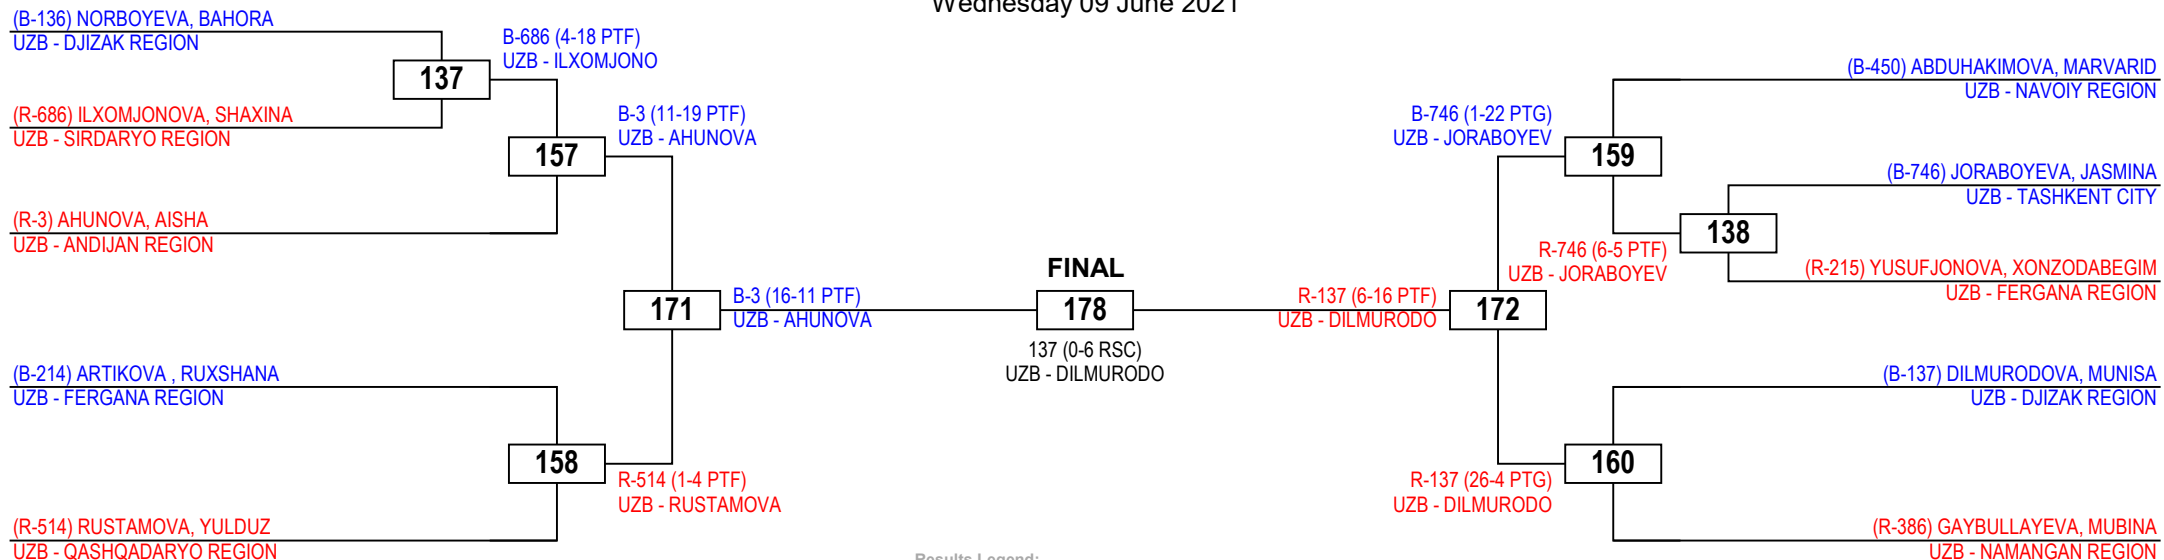 Wednesday 09 June 2021
(B-136) NORBOYEVA, BAHORA
UZB - DJIZAK REGION
137
B-686 (4-18 PTF)
UZB - ILXOMJONO
(R-686) ILXOMJONOVA, SHAXINA
UZB - SIRDARYO REGION
157
B-3 (11-19 PTF)
UZB - AHUNOVA
(R-3) AHUNOVA, AISHA
UZB - ANDIJAN REGION
171
B-3 (16-11 PTF)
UZB - AHUNOVA
(B-214) ARTIKOVA , RUXSHANA
UZB - FERGANA REGION
158
R-514 (1-4 PTF)
UZB - RUSTAMOVA
(R-514) RUSTAMOVA, YULDUZ
UZB - QASHQADARYO REGION
FINAL
178
137 (0-6 RSC)
UZB - DILMURODO
(B-450) ABDUHAKIMOVA, MARVARID
UZB - NAVOIY REGION
B-746 (1-22 PTG)
UZB - JORABOYEV
159
(B-746) JORABOYEVA, JASMINA
UZB - TASHKENT CITY
138
R-746 (6-5 PTF)
UZB - JORABOYEV
(R-215) YUSUFJONOVA, XONZODABEGIM
UZB - FERGANA REGION
R-137 (6-16 PTF)
UZB - DILMURODO
172
(B-137) DILMURODOVA, MUNISA
UZB - DJIZAK REGION
160
R-137 (26-4 PTG)
UZB - DILMURODO
(R-386) GAYBULLAYEVA, MUBINA
UZB - NAMANGAN REGION
Results Legend: